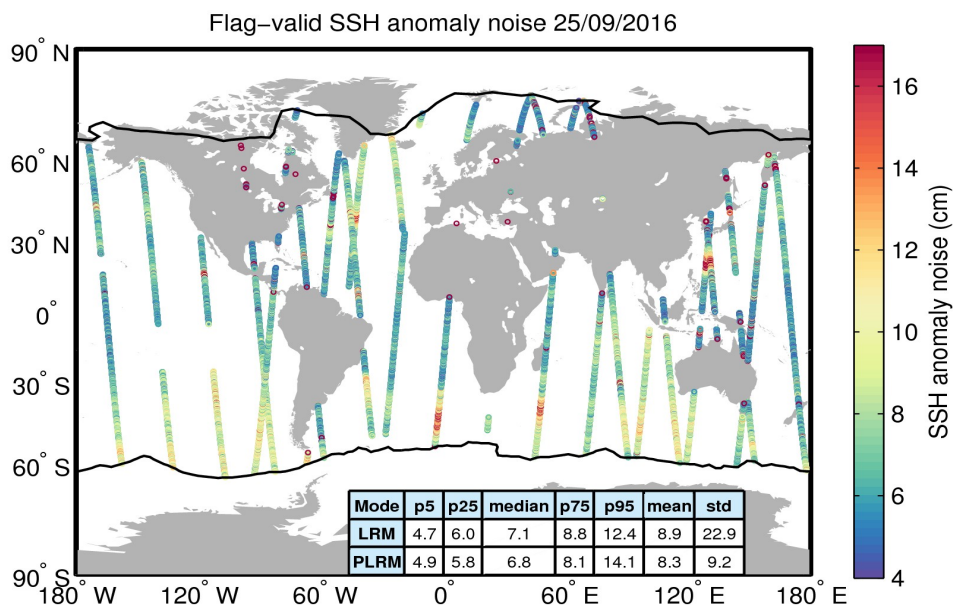 Flag-valid SSH anomaly noise 25/09/2016
90° N
60° N
30° N
0°
30° S
60° S
90° S
180° W 120° W 60° W 0° 60° E 120° E 180° E
Mode p5 p25 median p75 p95 mean std
LRM 4.7 6.0 7.1 8.8 12.4 8.9 22.9
PLRM 4.9 5.8 6.8 8.1 14.1 8.3 9.2
16
14
12
10
8
6
4
SSH anomaly noise (cm)